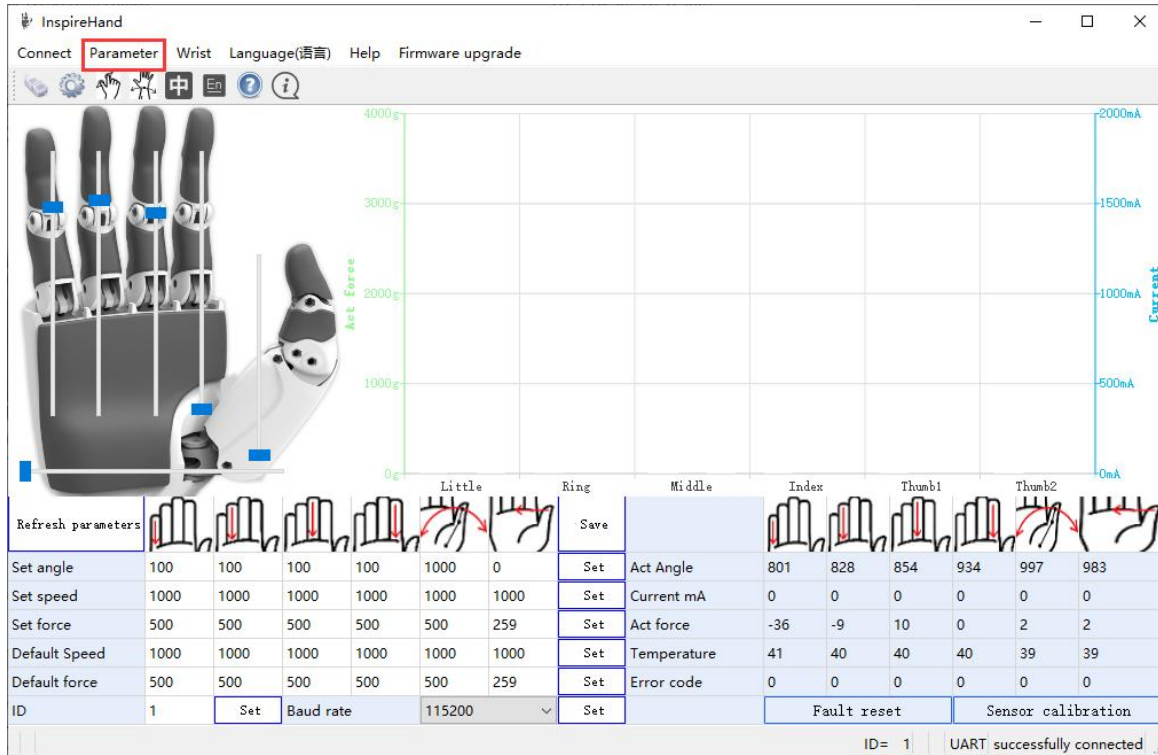 InspireHand
Connect Parameter Wrist Language(语言) Help Firmware upgrade
中 En ? i
4000g
3000g
2000g
1000g
0g
Act force
2000mA
1500mA
1000mA
500mA
0mA
Current
Little Ring Middle Index Thumb1 Thumb2
Refresh parameters Save
Set angle 100 100 100 100 1000 0 Set Act Angle 801 828 854 934 997 983
Set speed 1000 1000 1000 1000 1000 1000 Set Current mA 0 0 0 0 0 0
Set force 500 500 500 500 500 259 Set Act force -36 -9 10 0 2 2
Default Speed 1000 1000 1000 1000 1000 1000 Set Temperature 41 40 40 40 39 39
Default force 500 500 500 500 500 259 Set Error code 0 0 0 0 0 0
ID 1 Set Baud rate 115200 Set Fault reset Sensor calibration
ID= 1 UART successfully connected